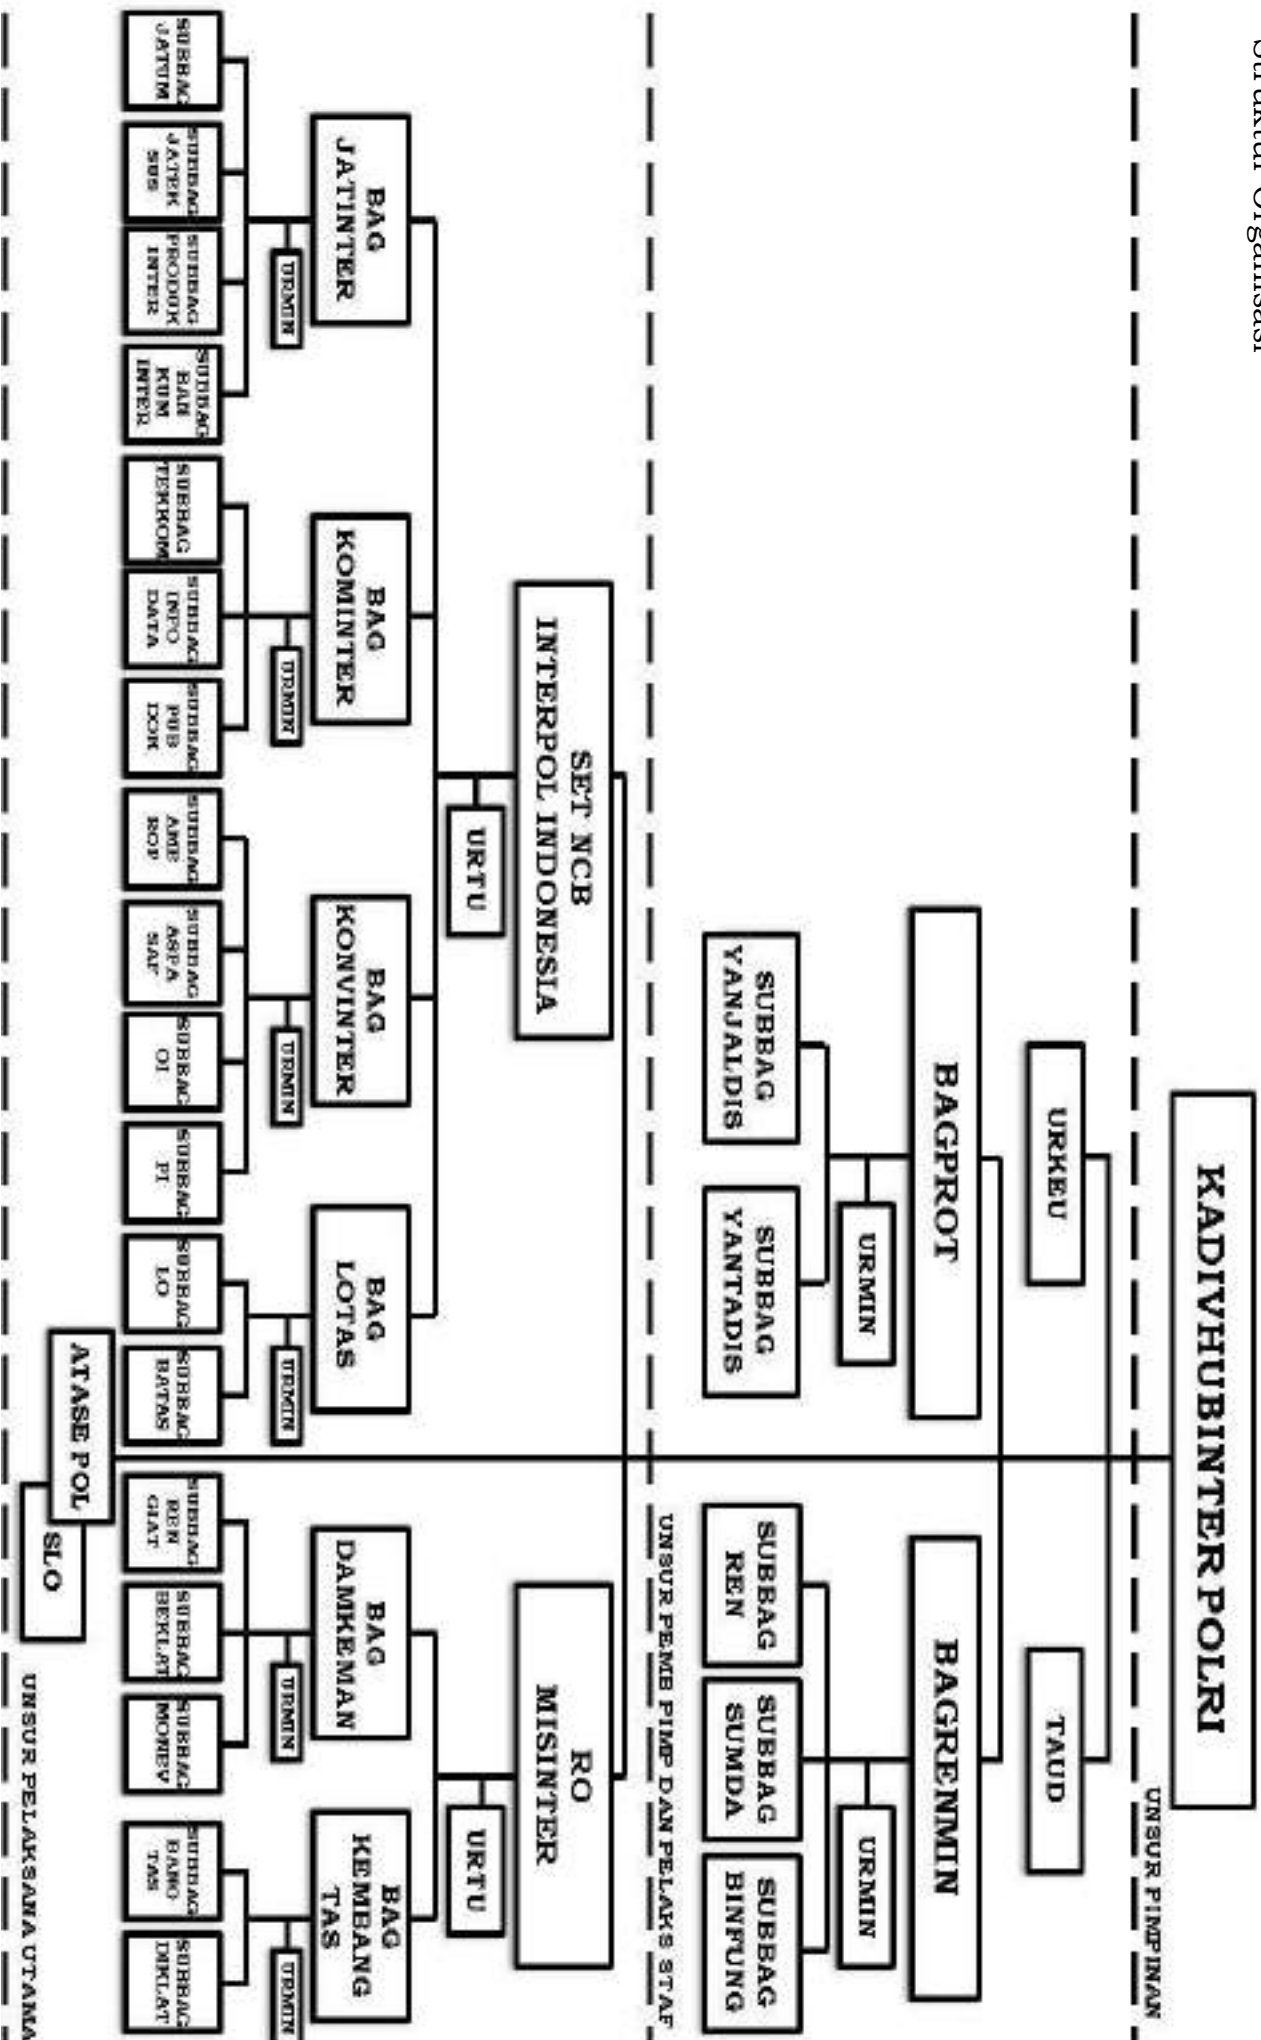 Struktur Organisasi
KADIVHUBINTER POLRI
UNSUR PIMPINAN
URKEU
TAUD
BAGPROT
BAGRENMIN
URMIN
URMIN
SUBBAG
YANJALDIS
SUBBAG
YANTADIS
SUBBAG
REN
SUBBAG
SUMDA
SUBBAG
BINFUNG
UNSUR PEMB PIMP DAN PELAKS STAF
SET NCB
INTERPOL INDONESIA
RO
MISINTER
URTU
URTU
BAG
JATINTER
BAG
KOMINTER
BAG
KONVINTER
BAG
LOTAS
BAG
DAMKEMAN
BAG
KEMBANG
TAS
URMIN
URMIN
URMIN
URMIN
URMIN
URMIN
SUBBAG
JATUM
SUBBAG
JATEK
SUS
SUBBAG
PRODUK
INTER
SUBBAG
BAN
KUM
INTER
SUBBAG
TEKKOM
SUBBAG
INFO
DATA
SUBBAG
PUB
DOK
SUBBAG
AME
ROP
SUBBAG
ASPA
SAF
SUBBAG
OI
SUBBAG
PI
SUBBAG
LO
SUBBAG
BATAS
SUBBAG
REN
GIAT
SUBBAG
BEKLAT
SUBBAG
MONEV
SUBBAG
BANG
TAS
SUBBAG
DIKLAT
ATASE POL
SLO
UNSUR PELAKSANA UTAMA